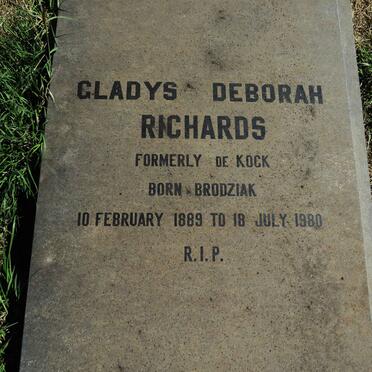 GLADYS DEBORAH
RICHARDS
FORMERLY DE KOCK
BORN BRODZIAK
10 FEBRUARY 1889 TO 18 JULY 1980
R.I.P.